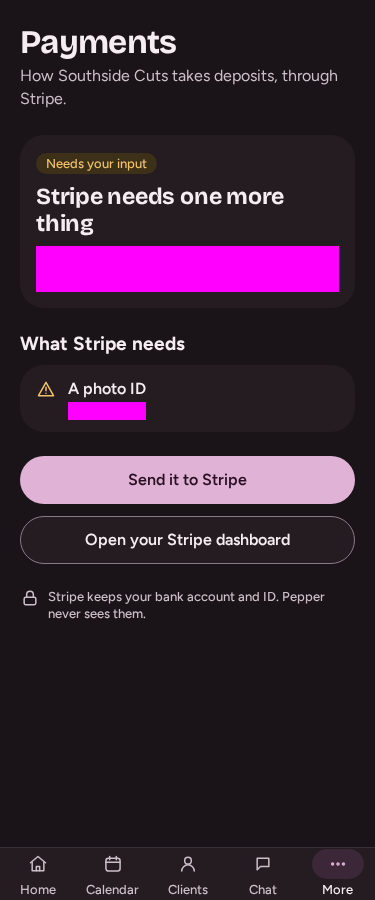 Payments
How Southside Cuts takes deposits, through
Stripe.
Needs your input
Stripe needs one more
thing
What Stripe needs
A photo ID
Send it to Stripe
Open your Stripe dashboard
Stripe keeps your bank account and ID. Pepper
never sees them.
Home
Calendar
Clients
Chat
More